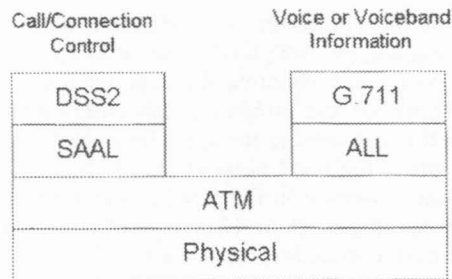 Call/Connection
Control
Voice or Voiceband
Information
DSS2
G.711
SAAL
ALL
ATM
Physical